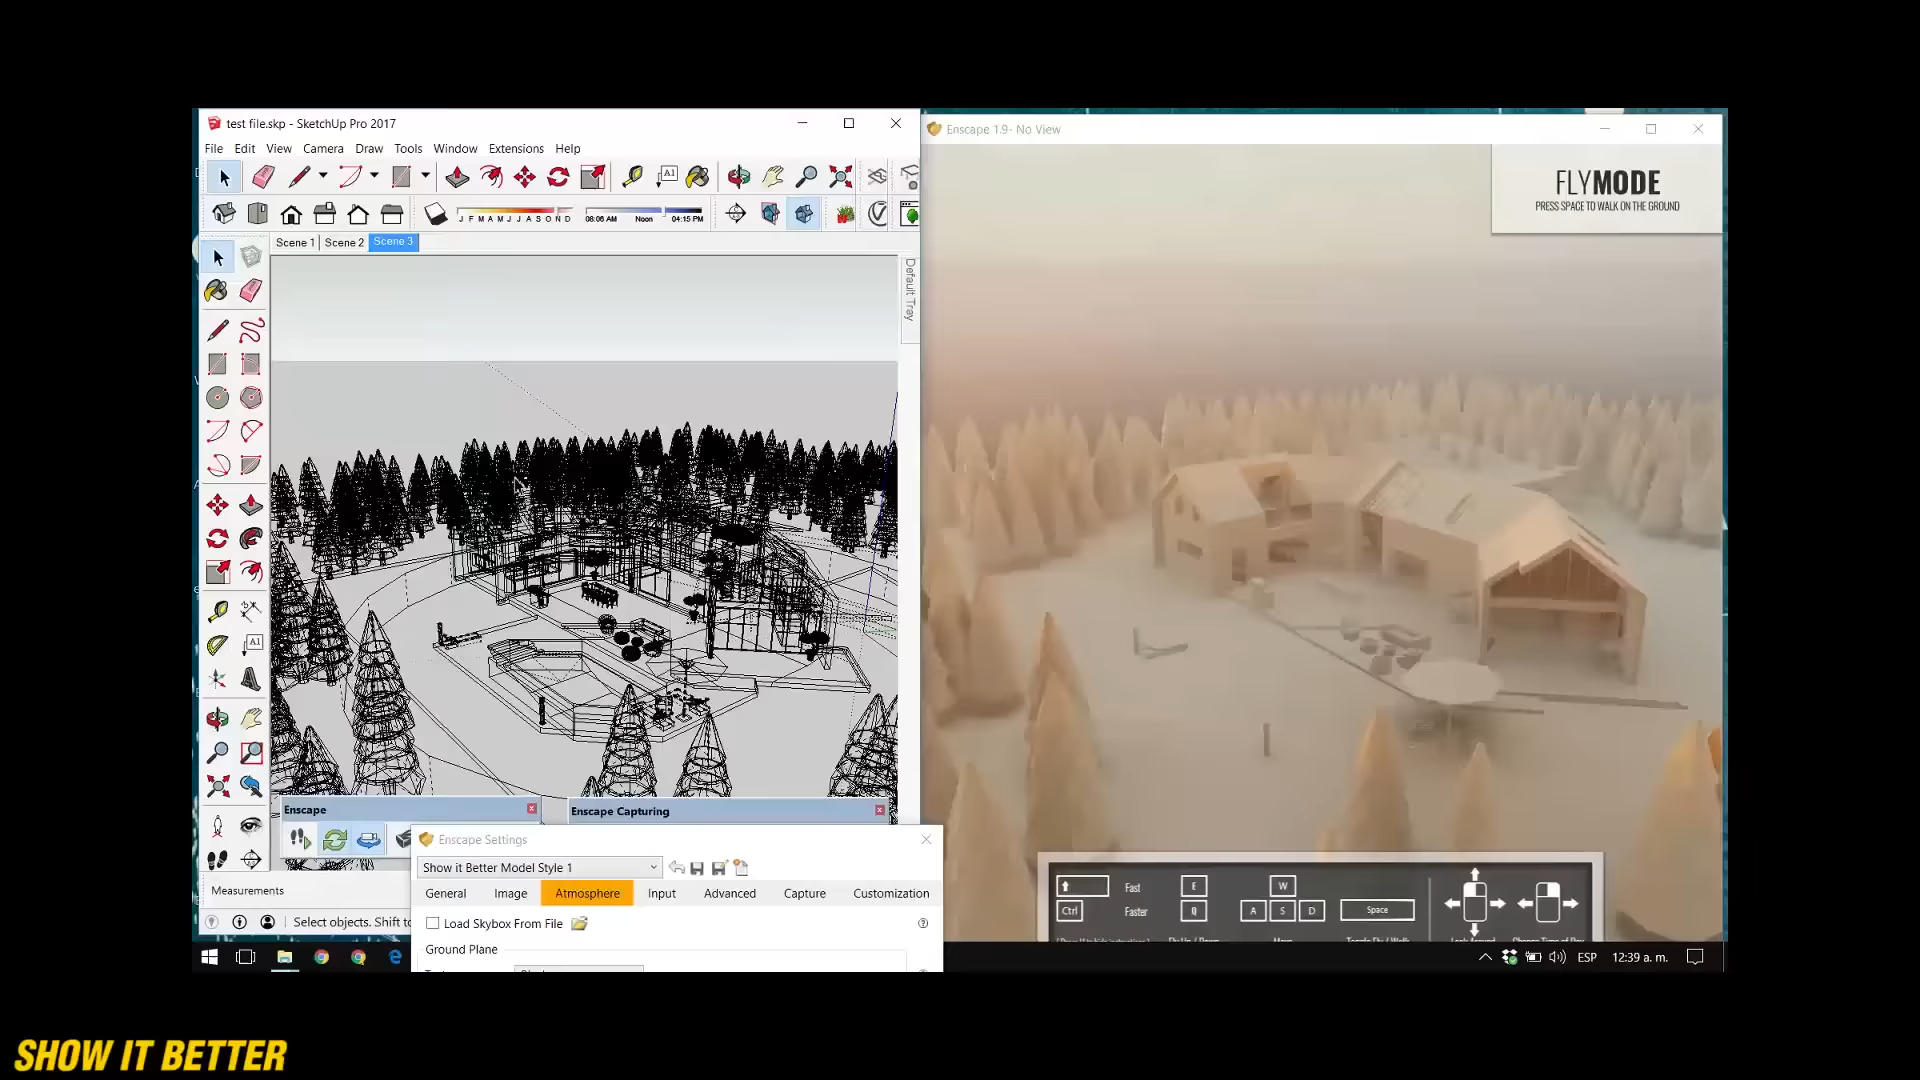 test file.skp - SketchUp Pro 2017
File Edit View Camera Draw Tools Window Extensions Help
A1
J F M A M J J A S O N D 08:06 AM Noon 04:15 PM
Scene 1 Scene 2 Scene 3
Default Tray
A1
Measurements
Select objects. Shift to
Enscape
Enscape Capturing
Enscape Settings
Show it Better Model Style 1
General Image Atmosphere Input Advanced Capture Customization
Load Skybox From File
Ground Plane
Enscape 1.9- No View
FLYMODE
PRESS SPACE TO WALK ON THE GROUND
Fast E W
Ctrl Faster Q A S D Space
ESP 12:39 a. m.
SHOW IT BETTER